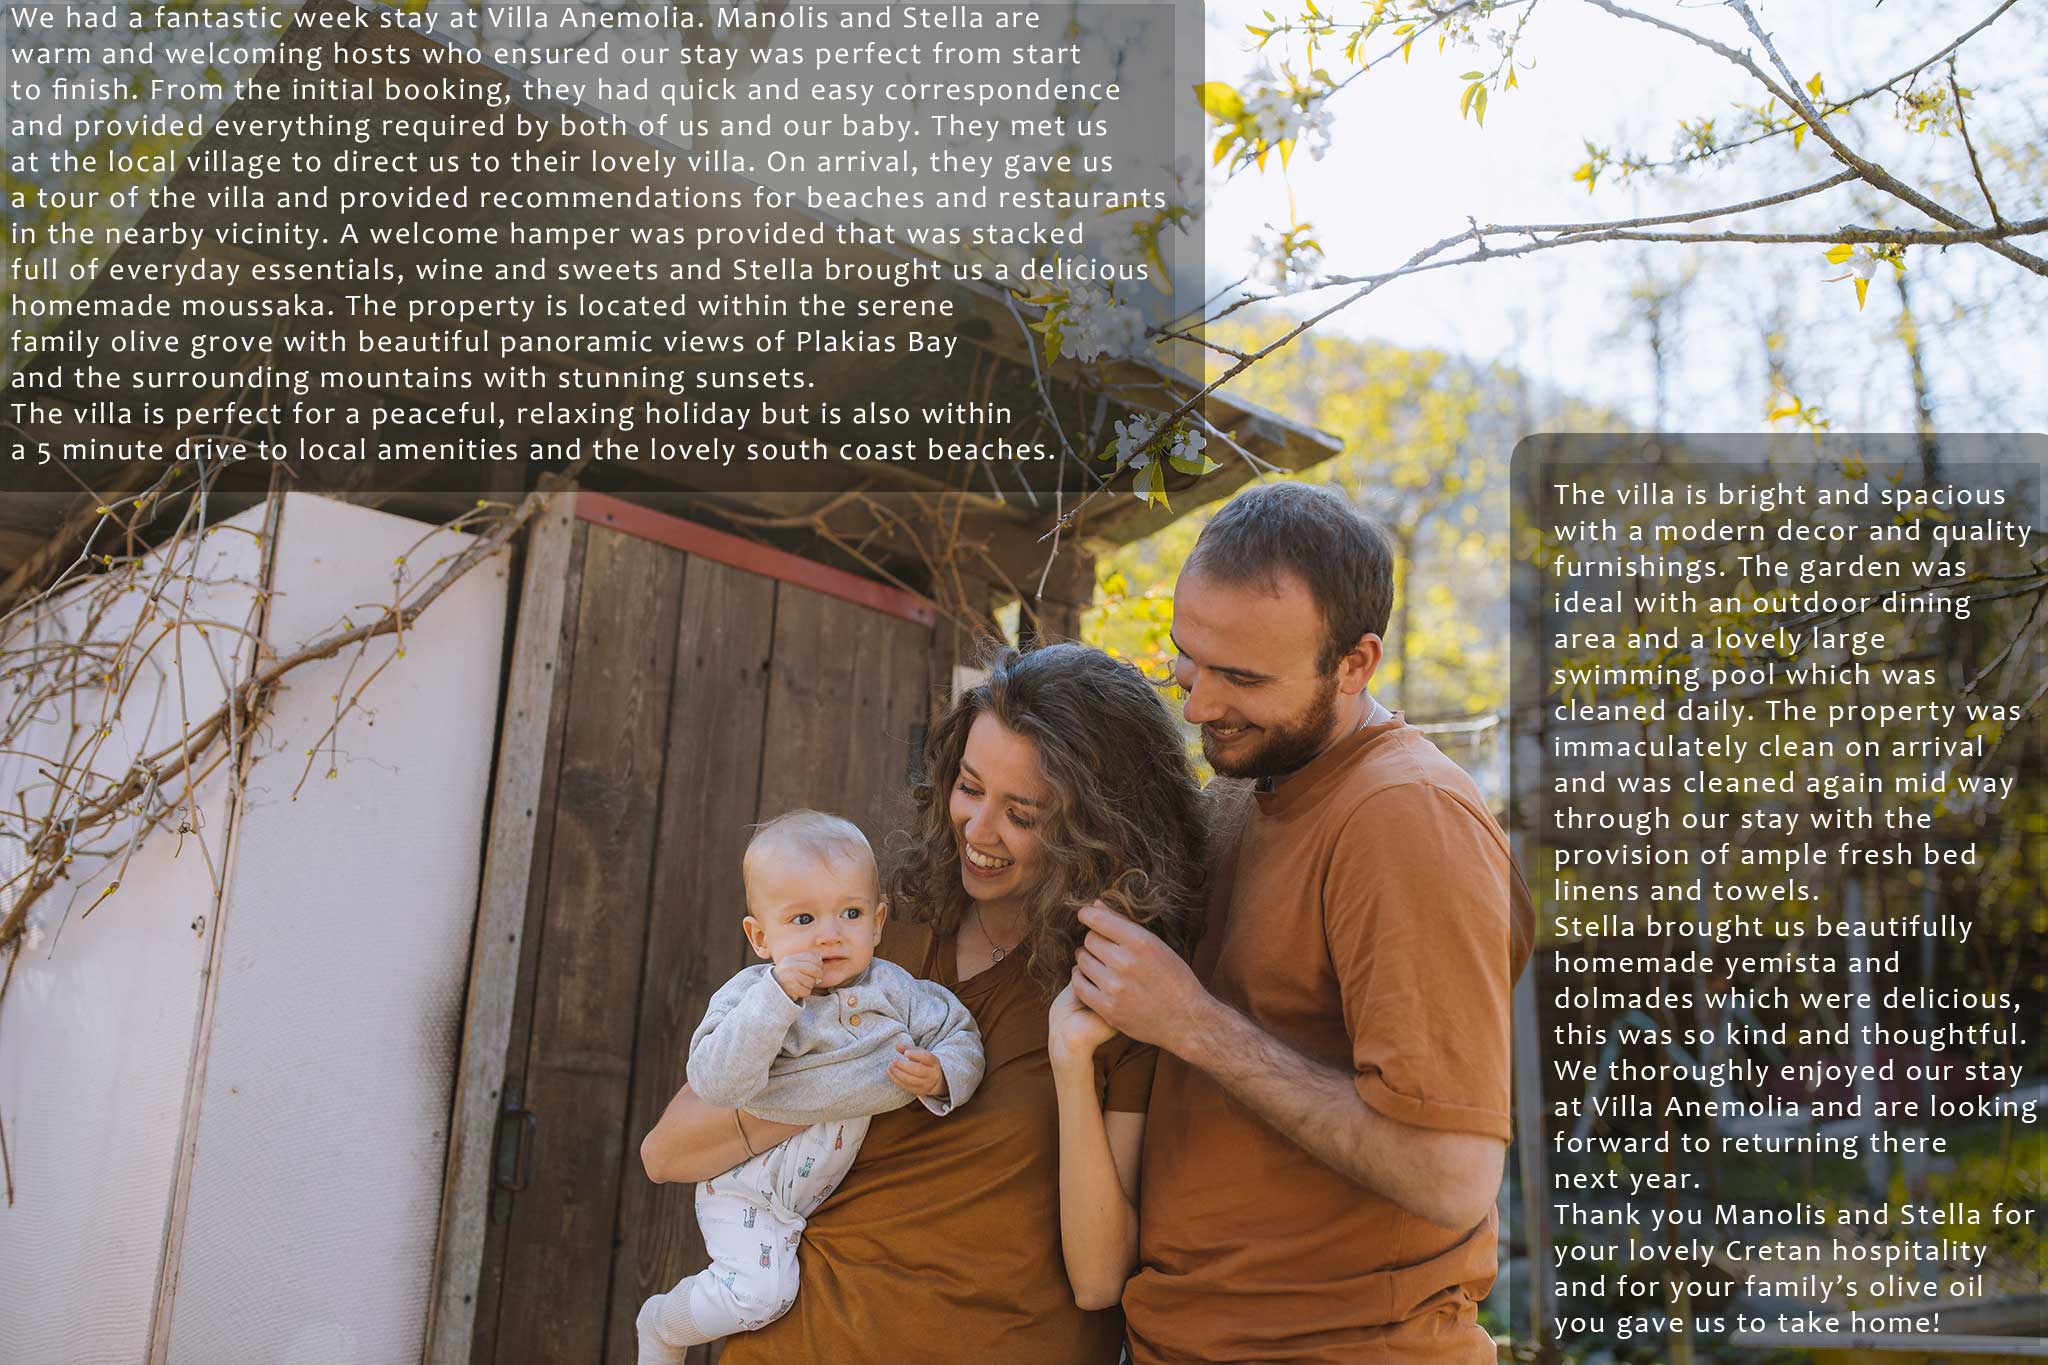 We had a fantastic week stay at Villa Anemolia. Manolis and Stella are
warm and welcoming hosts who ensured our stay was perfect from start
to finish. From the initial booking, they had quick and easy correspondence
and provided everything required by both of us and our baby. They met us
at the local village to direct us to their lovely villa. On arrival, they gave us
a tour of the villa and provided recommendations for beaches and restaurants
in the nearby vicinity. A welcome hamper was provided that was stacked
full of everyday essentials, wine and sweets and Stella brought us a delicious
homemade moussaka. The property is located within the serene
family olive grove with beautiful panoramic views of Plakias Bay
and the surrounding mountains with stunning sunsets.
The villa is perfect for a peaceful, relaxing holiday but is also within
a 5 minute drive to local amenities and the lovely south coast beaches.
The villa is bright and spacious
with a modern decor and quality
furnishings. The garden was
ideal with an outdoor dining
area and a lovely large
swimming pool which was
cleaned daily. The property was
immaculately clean on arrival
and was cleaned again mid way
through our stay with the
provision of ample fresh bed
linens and towels.
Stella brought us beautifully
homemade yemista and
dolmades which were delicious,
this was so kind and thoughtful.
We thoroughly enjoyed our stay
at Villa Anemolia and are looking
forward to returning there
next year.
Thank you Manolis and Stella for
your lovely Cretan hospitality
and for your family’s olive oil
you gave us to take home!